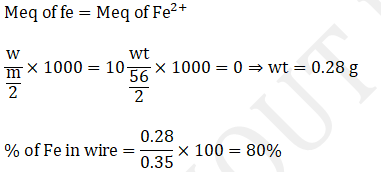 Meq of fe = Meq of Fe²⁺
w/(m/2) × 1000 = 10 wt/(56/2) × 1000 = 0 ⇒ wt = 0.28 g
% of Fe in wire = 0.28/0.35 × 100 = 80%